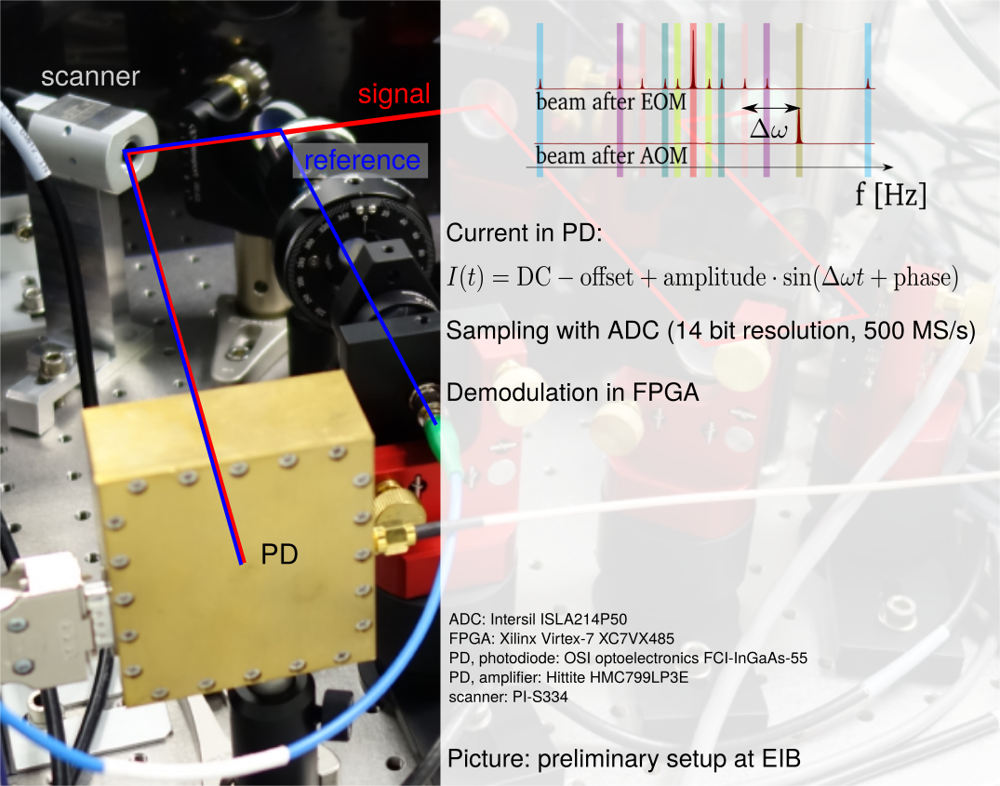 scanner
signal
reference
PD
beam after EOM
Δω
beam after AOM
f [Hz]
Current in PD:
I(t) = DC − offset + amplitude · sin(Δωt + phase)
Sampling with ADC (14 bit resolution, 500 MS/s)
Demodulation in FPGA
ADC: Intersil ISLA214P50
FPGA: Xilinx Virtex-7 XC7VX485
PD, photodiode: OSI optoelectronics FCI-InGaAs-55
PD, amplifier: Hittite HMC799LP3E
scanner: PI-S334
Picture: preliminary setup at EIB